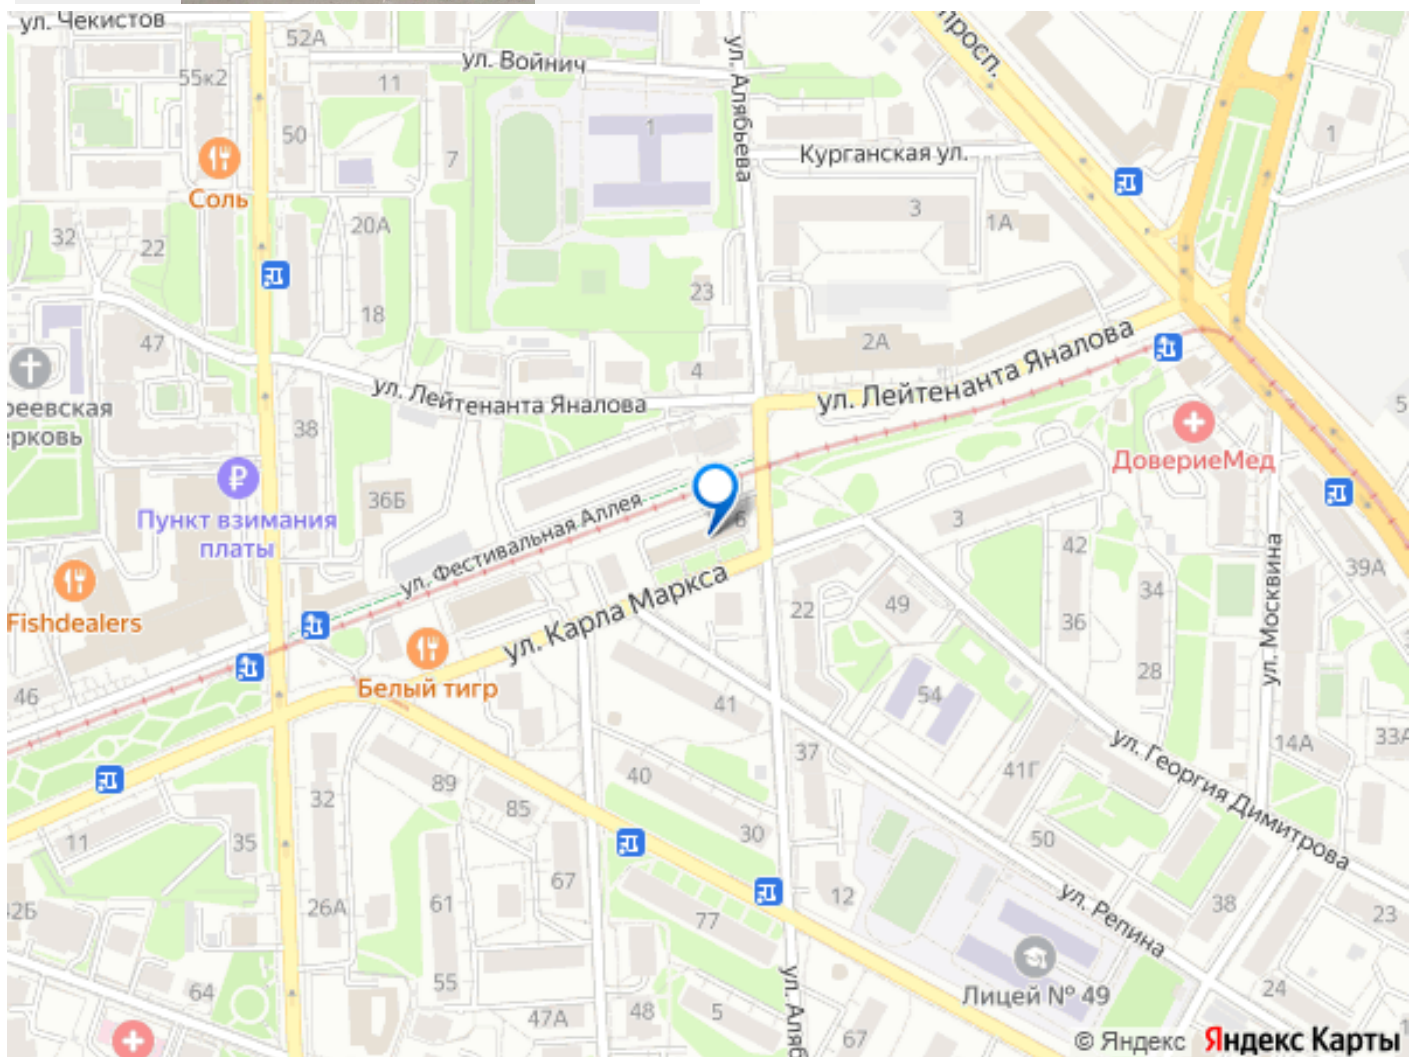 ул. Чекистов
52А
ул. Войнич
55к2
11
50
7
1
ул. Алябьева
просп.
Курганская ул.
1
Соль
3
1А
32
22
20А
18
23
47
2А
4
ул. Лейтенанта Яналова
ул. Лейтенанта Яналова
реевская
ерковь
38
5
ДовериеМед
Пункт взимания
платы
36Б
ул. Фестивальная Аллея
6
3
42
34
39А
Fishdealers
ул. Карла Маркса
22
49
36
28
ул. Москвина
46
Белый тигр
41
54
37
41Г
ул. Георгия Димитрова
14А
33А
89
40
85
32
30
11
35
50
67
12
26А
61
77
ул. Репина
38
23
42Б
55
64
47А
48
5
67
ул. Аляб
Лицей № 49
24
1
© Яндекс Яндекс Карты